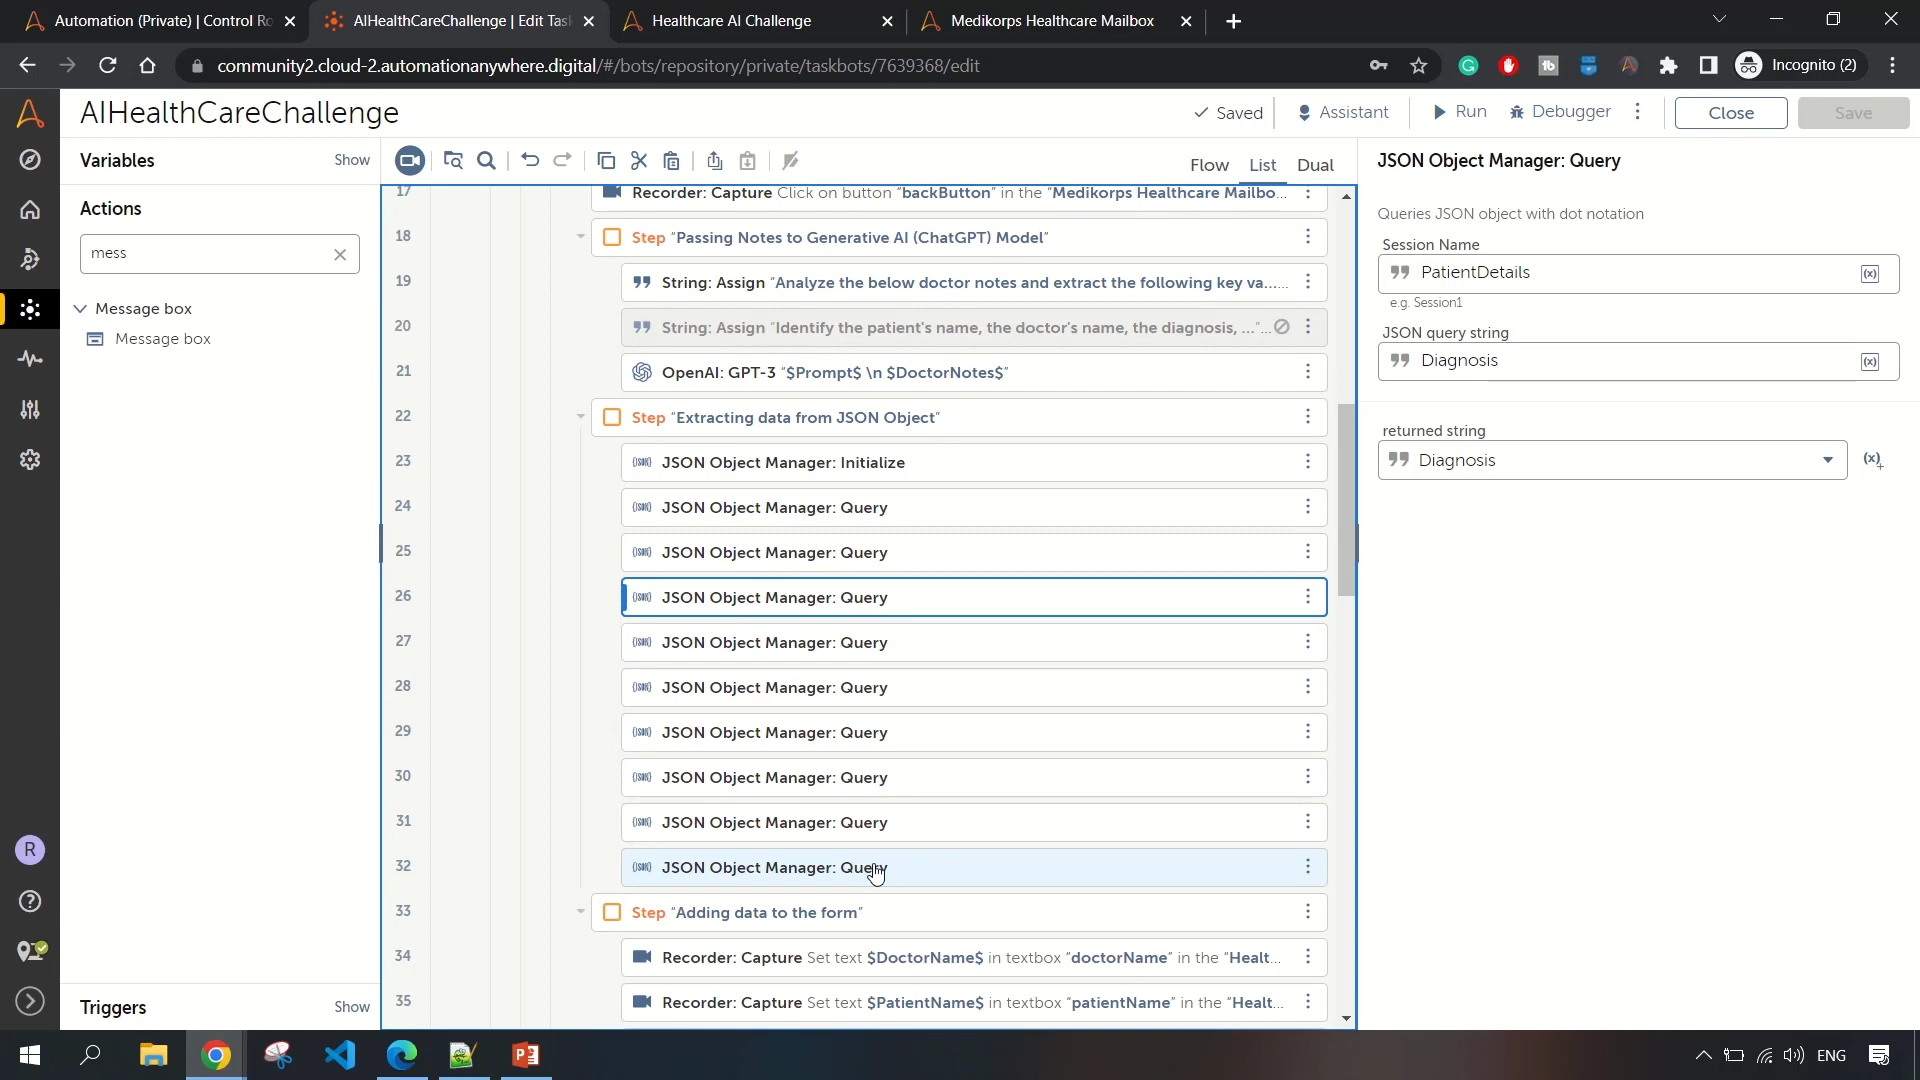 Automation (Private) | Control Ro
AIHealthCareChallenge | Edit Tas
Healthcare AI Challenge
Medikorps Healthcare Mailbox
community2.cloud-2.automationanywhere.digital/#/bots/repository/private/taskbots/7639368/edit
Incognito (2)
AIHealthCareChallenge
Saved
Assistant
Run
Debugger
Close
Save
Variables
Show
Flow
List
Dual
Actions
mess
Message box
Message box
Triggers
Show
R
17 Recorder: Capture Click on button "backButton" in the "Medikorps Healthcare Mailbo...
18 Step "Passing Notes to Generative AI (ChatGPT) Model"
19 String: Assign "Analyze the below doctor notes and extract the following key va......
20 String: Assign "Identify the patient's name, the doctor's name, the diagnosis, ..."...
21 OpenAI: GPT-3 "$Prompt$ \n $DoctorNotes$"
22 Step "Extracting data from JSON Object"
23 JSON Object Manager: Initialize
24 JSON Object Manager: Query
25 JSON Object Manager: Query
26 JSON Object Manager: Query
27 JSON Object Manager: Query
28 JSON Object Manager: Query
29 JSON Object Manager: Query
30 JSON Object Manager: Query
31 JSON Object Manager: Query
32 JSON Object Manager: Query
33 Step "Adding data to the form"
34 Recorder: Capture Set text $DoctorName$ in textbox "doctorName" in the "Healt...
35 Recorder: Capture Set text $PatientName$ in textbox "patientName" in the "Healt...
JSON Object Manager: Query
Queries JSON object with dot notation
Session Name
PatientDetails
(x)
e.g. Session1
JSON query string
Diagnosis
(x)
returned string
Diagnosis
(x)+
ENG